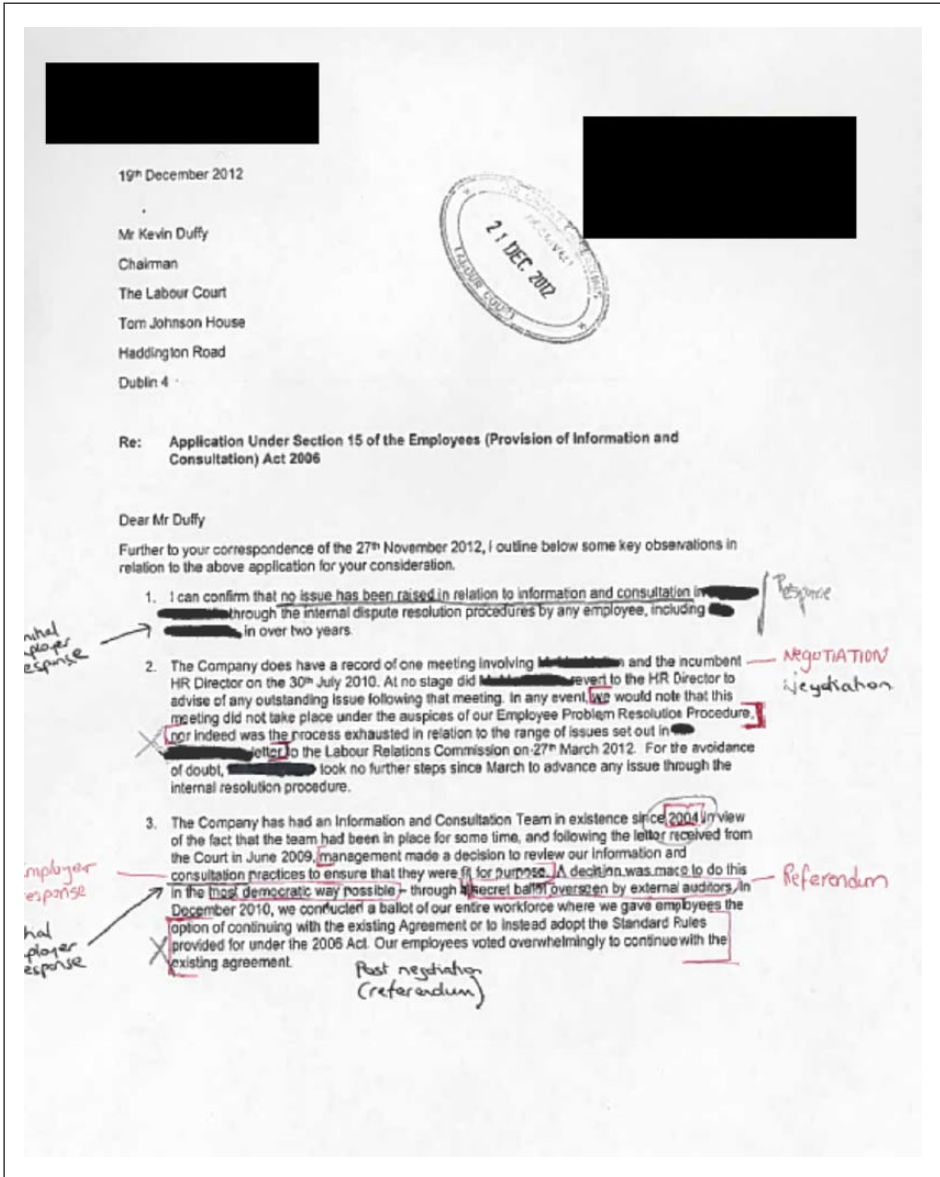 19th December 2012
21 DEC 2012
LABOUR COURT
Mr Kevin Duffy
Chairman
The Labour Court
Tom Johnson House
Haddington Road
Dublin 4
Re: Application Under Section 15 of the Employees (Provision of Information and
Consultation) Act 2006
Dear Mr Duffy
Further to your correspondence of the 27th November 2012, I outline below some key observations in
relation to the above application for your consideration.
1. I can confirm that no issue has been raised in relation to information and consultation in
through the internal dispute resolution procedures by any employee, including
in over two years.
Response
2. The Company does have a record of one meeting involving and the incumbent
HR Director on the 30th July 2010. At no stage did revert to the HR Director to
advise of any outstanding issue following that meeting. In any event, we would note that this
meeting did not take place under the auspices of our Employee Problem Resolution Procedure,
nor indeed was the process exhausted in relation to the range of issues set out in
letter to the Labour Relations Commission on 27th March 2012. For the avoidance
of doubt, took no further steps since March to advance any issue through the
internal resolution procedure.
NEGOTIATION
Negotiation
3. The Company has had an Information and Consultation Team in existence since 2004 in view
of the fact that the team had been in place for some time, and following the letter received from
the Court in June 2009, management made a decision to review our information and
consultation practices to ensure that they were fit for purpose. A decision was made to do this
in the most democratic way possible – through a secret ballot overseen by external auditors. In
December 2010, we conducted a ballot of our entire workforce where we gave employees the
option of continuing with the existing Agreement or to instead adopt the Standard Rules
provided for under the 2006 Act. Our employees voted overwhelmingly to continue with the
existing agreement.
Referendum
Post negotiation
(referendum)